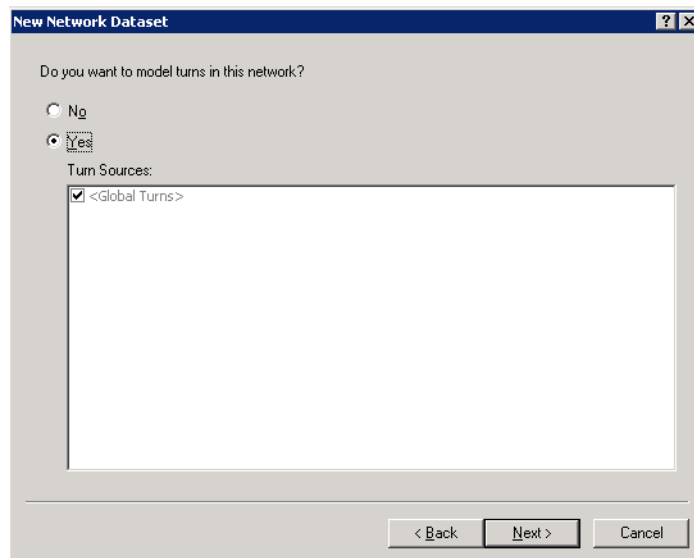 New Network Dataset
Do you want to model turns in this network?
No
Yes
Turn Sources:
<Global Turns>
< Back
Next >
Cancel